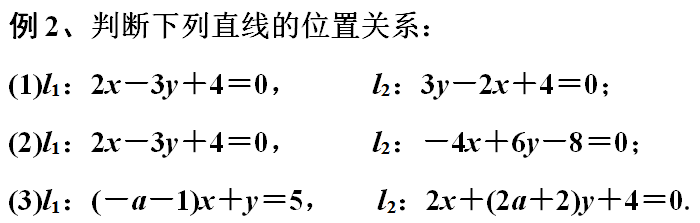 例2、判断下列直线的位置关系：
(1)l₁：2x－3y＋4＝0， l₂：3y－2x＋4＝0；
(2)l₁：2x－3y＋4＝0， l₂：－4x＋6y－8＝0；
(3)l₁：(－a－1)x＋y＝5， l₂：2x＋(2a＋2)y＋4＝0.